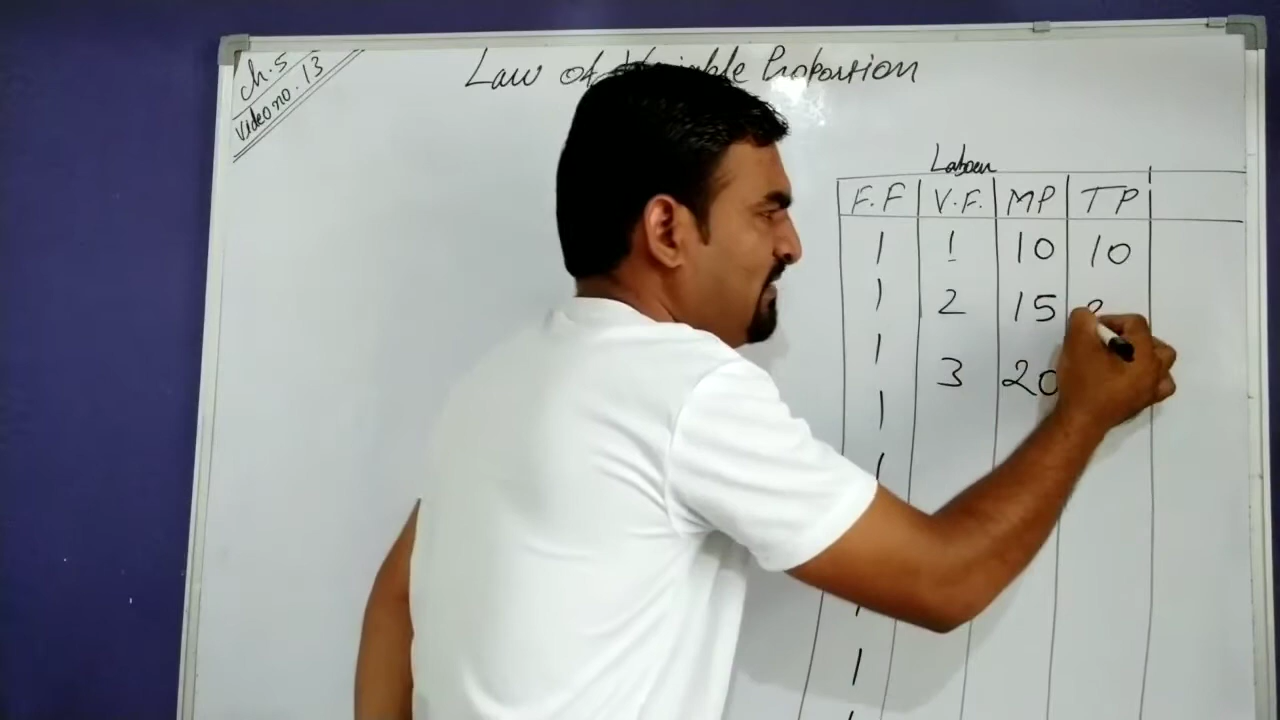 Ch. 5
Video no. 13
Law of Variable Proportion
Labour
F.F V.F. MP TP
1 1 10 10
1 2 15
1 3 20
1
1
1